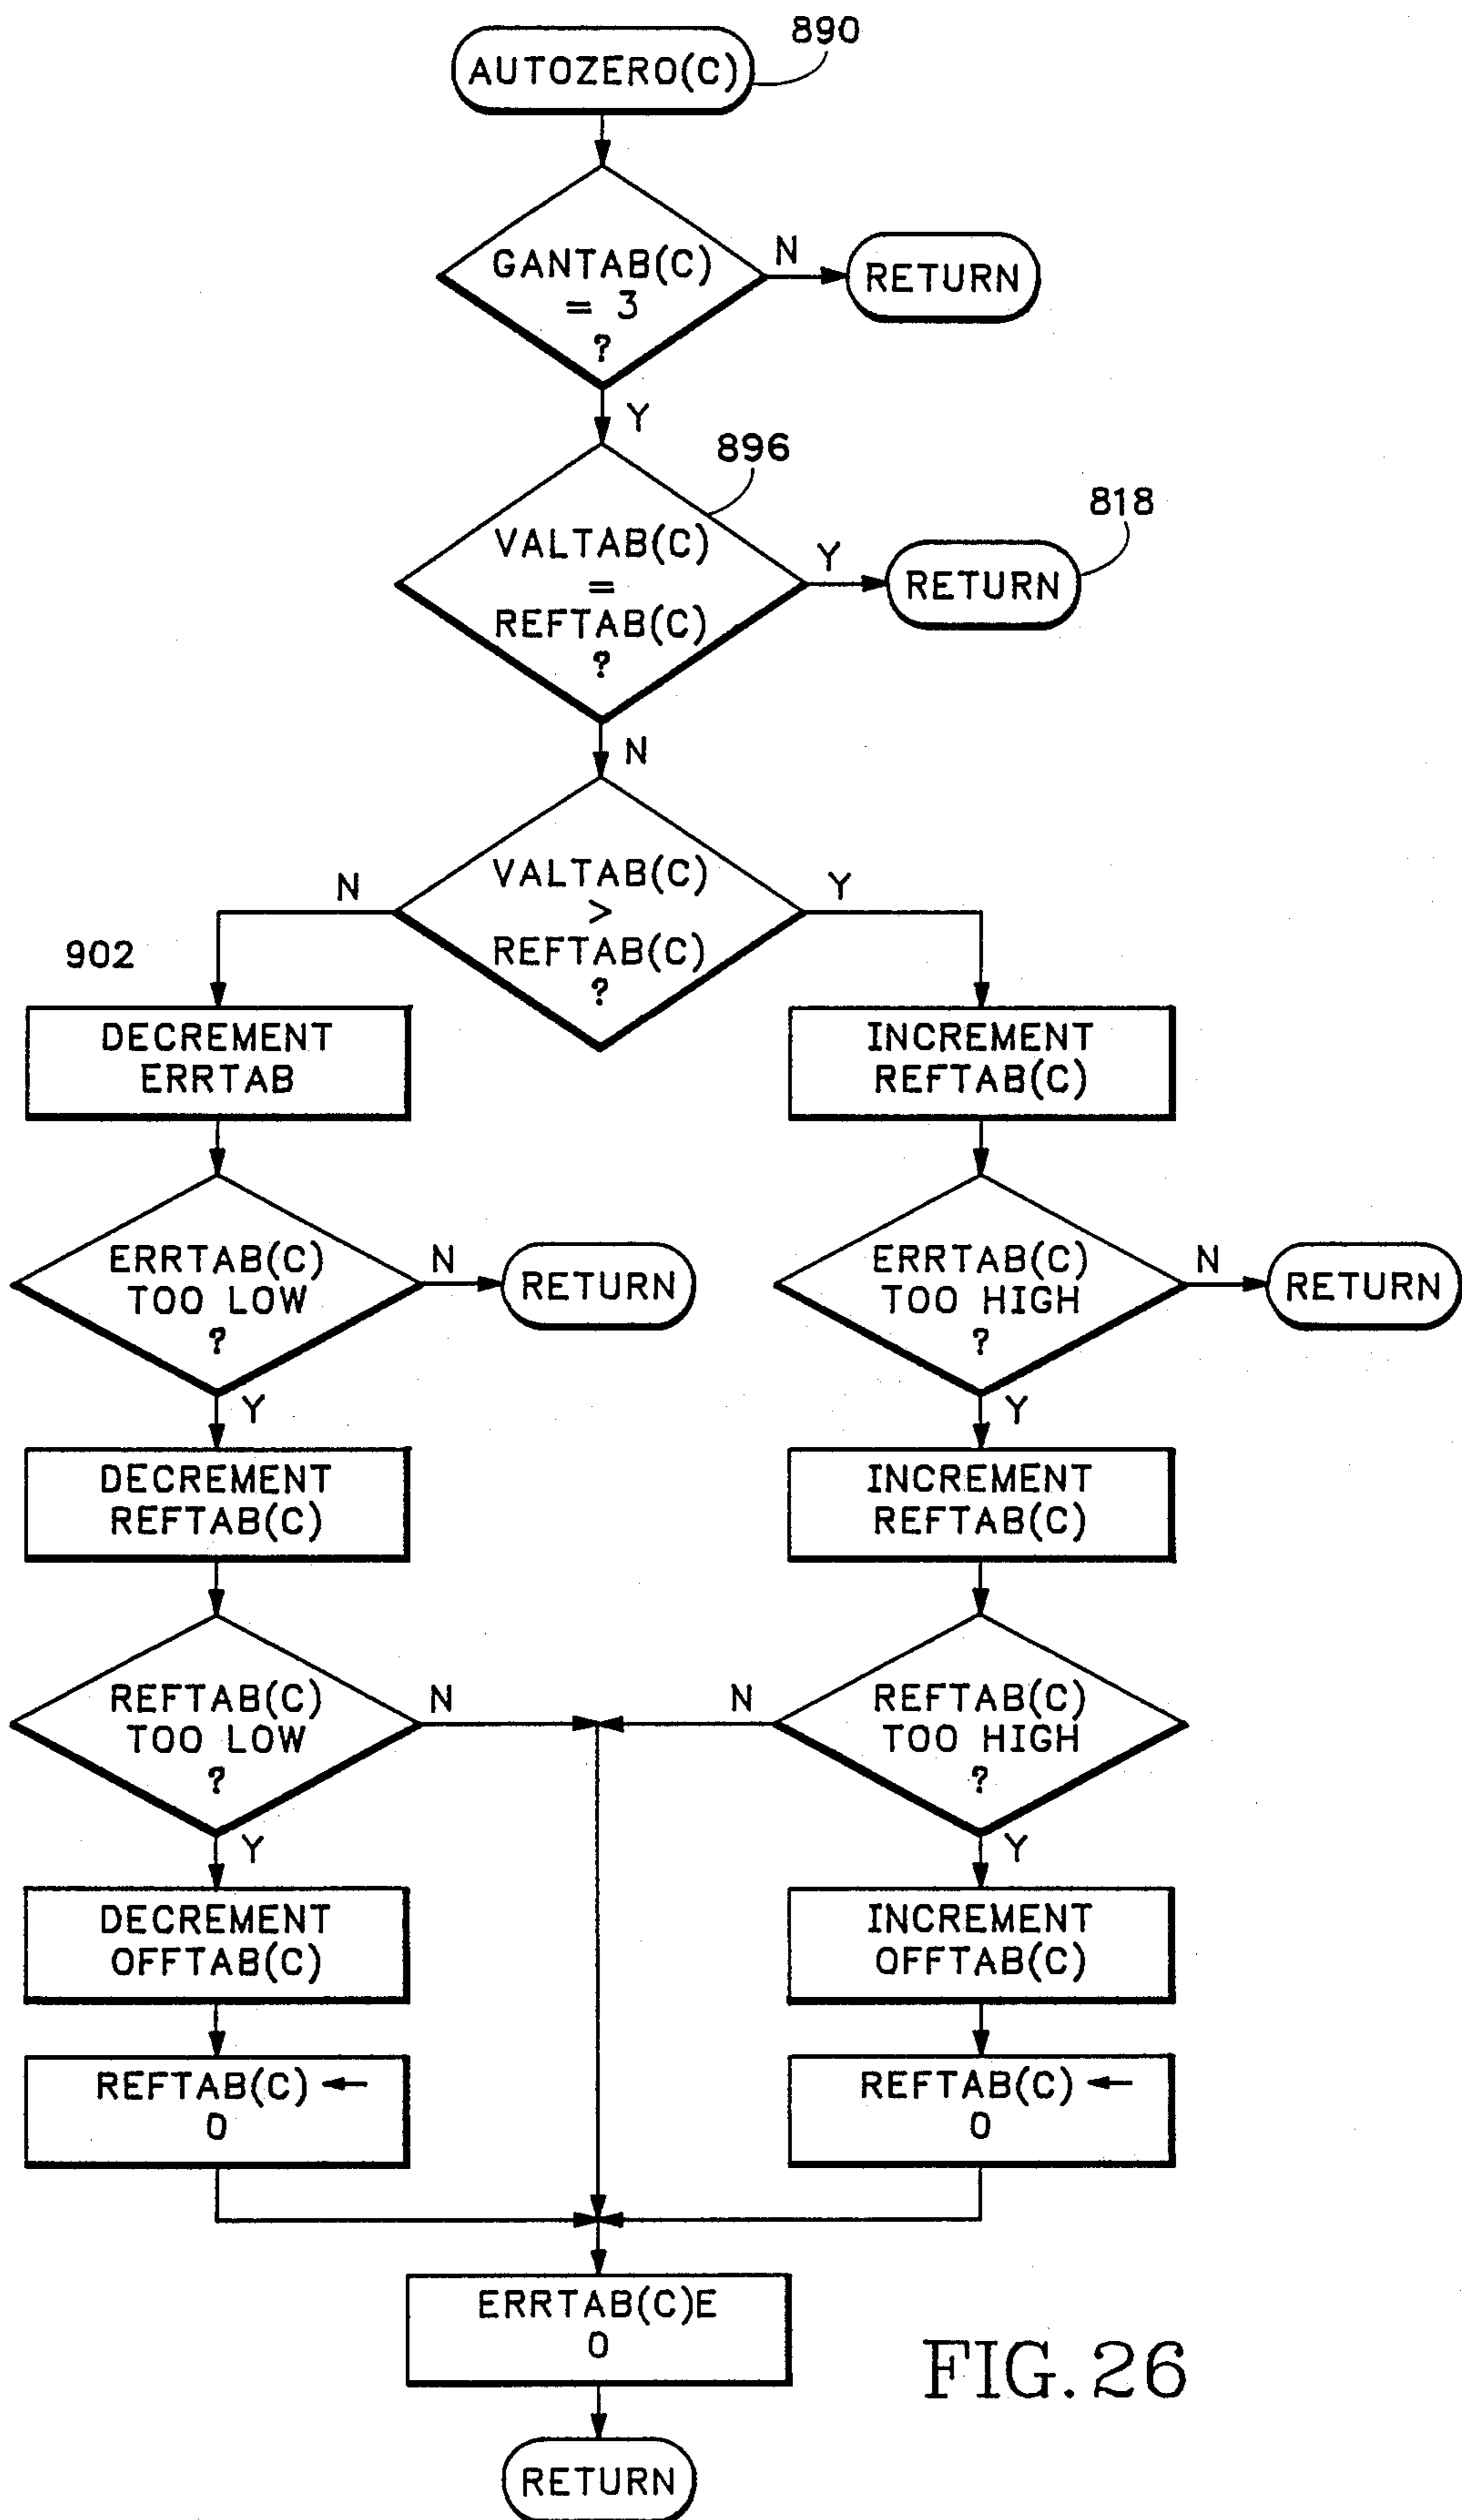 890
AUTOZERO(C)
GANTAB(C)
= 3
?
N
RETURN
Y
896
818
VALTAB(C)
=
REFTAB(C)
?
Y
RETURN
N
VALTAB(C)
>
REFTAB(C)
?
N
Y
902
DECREMENT
ERRTAB
INCREMENT
REFTAB(C)
ERRTAB(C)
TOO LOW
?
N
RETURN
ERRTAB(C)
TOO HIGH
?
N
RETURN
Y
Y
DECREMENT
REFTAB(C)
INCREMENT
REFTAB(C)
REFTAB(C)
TOO LOW
?
N
N
REFTAB(C)
TOO HIGH
?
Y
Y
DECREMENT
OFFTAB(C)
INCREMENT
OFFTAB(C)
REFTAB(C) ←
0
REFTAB(C) ←
0
ERRTAB(C)E
0
FIG. 26
RETURN